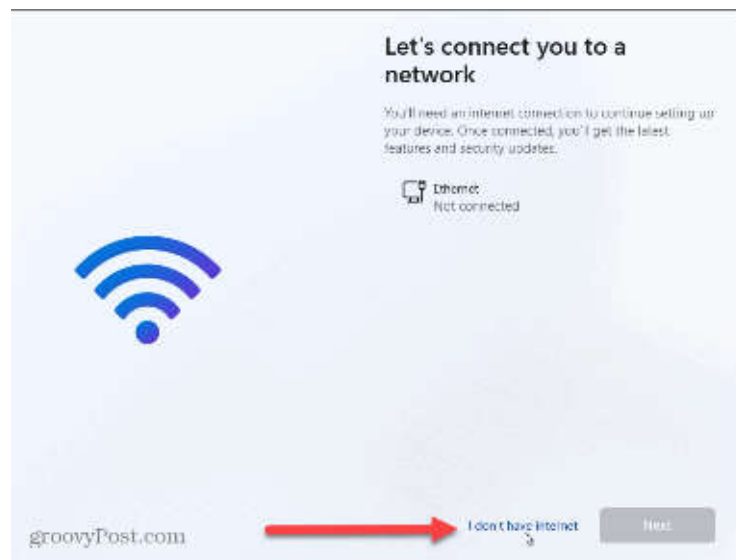 Let's connect you to a
network
You'll need an internet connection to continue setting up
your device. Once connected, you'll get the latest
features and security updates.
Ethernet
Not connected
groovyPost.com
I don't have internet
Next